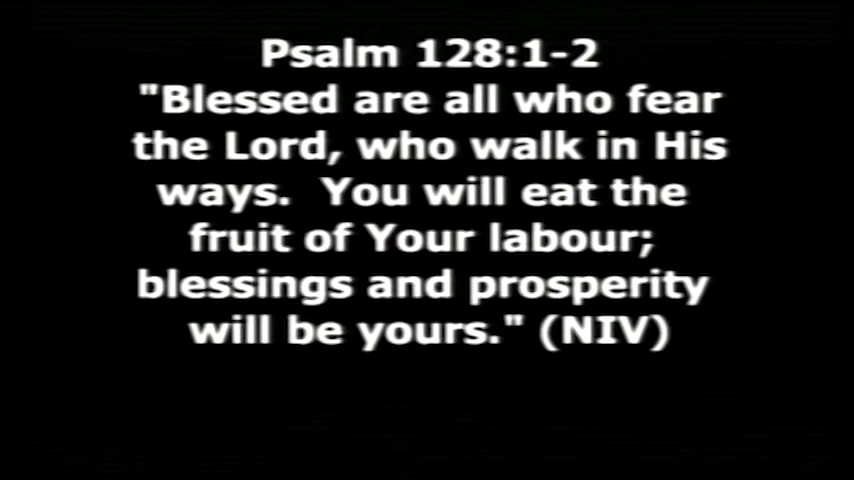 Psalm 128:1-2
"Blessed are all who fear
the Lord, who walk in His
ways.  You will eat the
fruit of Your labour;
blessings and prosperity
will be yours." (NIV)